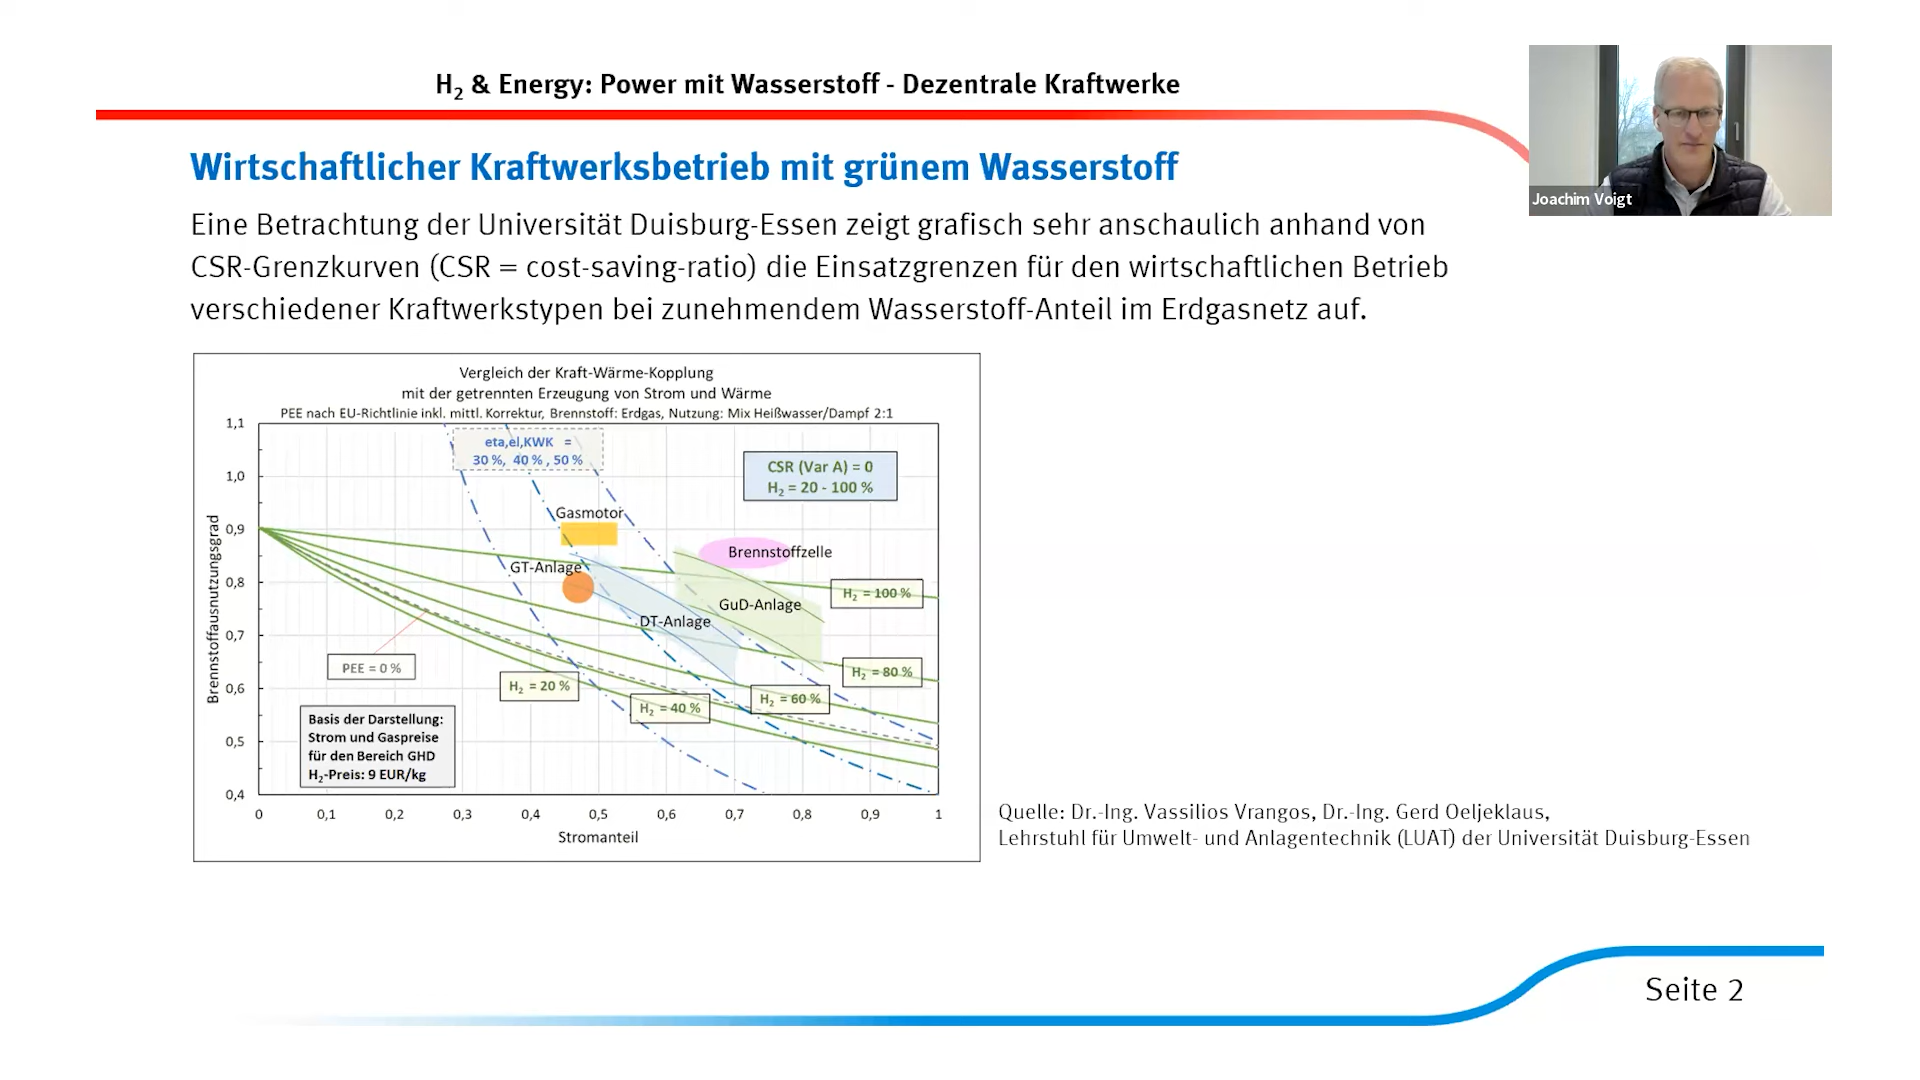 H₂ & Energy: Power mit Wasserstoff - Dezentrale Kraftwerke
Joachim Voigt
Wirtschaftlicher Kraftwerksbetrieb mit grünem Wasserstoff
Eine Betrachtung der Universität Duisburg-Essen zeigt grafisch sehr anschaulich anhand von
CSR-Grenzkurven (CSR = cost-saving-ratio) die Einsatzgrenzen für den wirtschaftlichen Betrieb
verschiedener Kraftwerkstypen bei zunehmendem Wasserstoff-Anteil im Erdgasnetz auf.
Vergleich der Kraft-Wärme-Kopplung
mit der getrennten Erzeugung von Strom und Wärme
PEE nach EU-Richtlinie inkl. mittl. Korrektur, Brennstoff: Erdgas, Nutzung: Mix Heißwasser/Dampf 2:1
1,1
1,0
0,9
0,8
0,7
0,6
0,5
0,4
Brennstoffausnutzungsgrad
eta,el,KWK =
30 %, 40 % , 50 %
CSR (Var A) = 0
H₂ = 20 - 100 %
Gasmotor
Brennstoffzelle
GT-Anlage
H₂ = 100 %
GuD-Anlage
DT-Anlage
PEE = 0 %
H₂ = 80 %
H₂ = 20 %
H₂ = 60 %
H₂ = 40 %
Basis der Darstellung:
Strom und Gaspreise
für den Bereich GHD
H₂-Preis: 9 EUR/kg
0 0,1 0,2 0,3 0,4 0,5 0,6 0,7 0,8 0,9 1
Stromanteil
Quelle: Dr.-Ing. Vassilios Vrangos, Dr.-Ing. Gerd Oeljeklaus,
Lehrstuhl für Umwelt- und Anlagentechnik (LUAT) der Universität Duisburg-Essen
Seite 2